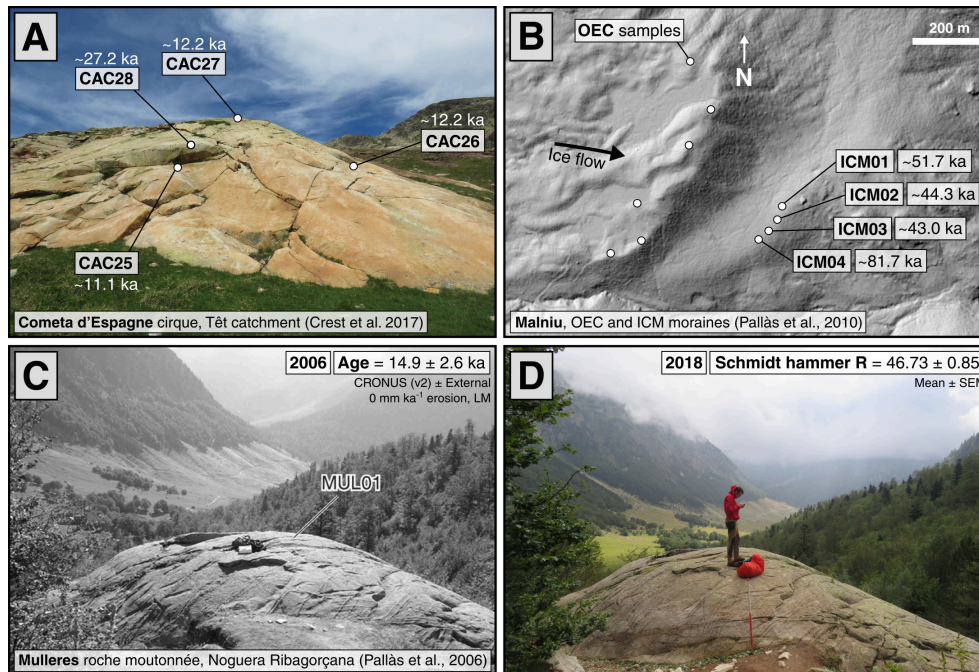 A
~12.2 ka
CAC27
~27.2 ka
CAC28
~12.2 ka
CAC26
CAC25
~11.1 ka
Cometa d'Espagne cirque, Têt catchment (Crest et al. 2017)
B
OEC samples
N
200 m
Ice flow
ICM01 ~51.7 ka
ICM02 ~44.3 ka
ICM03 ~43.0 ka
ICM04 ~81.7 ka
Malniu, OEC and ICM moraines (Pallàs et al., 2010)
C
2006 Age = 14.9 ± 2.6 ka
CRONUS (v2) ± External
0 mm ka⁻¹ erosion, LM
MUL01
Mulleres roche moutonnée, Noguera Ribagorçana (Pallàs et al., 2006)
D
2018 Schmidt hammer R = 46.73 ± 0.85
Mean ± SEM